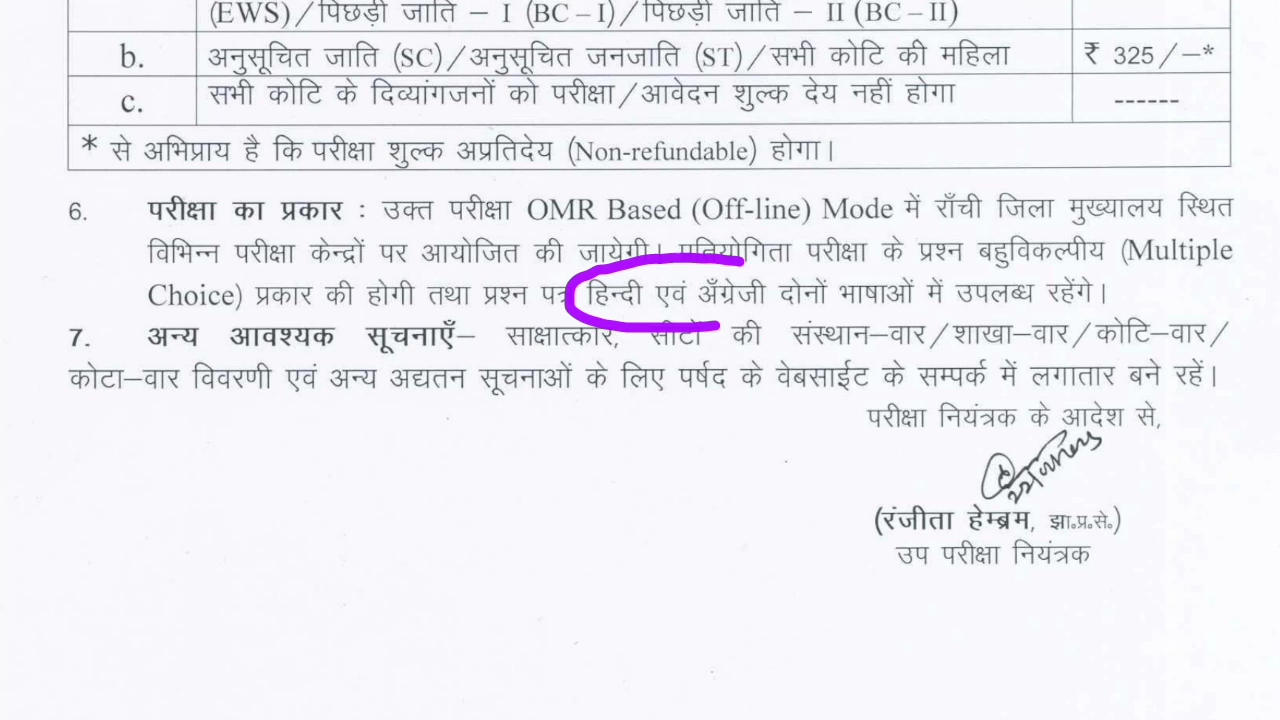 (EWS)/पिछड़ी जाति – I (BC – I)/पिछड़ी जाति – II (BC – II)
b. अनुसूचित जाति (SC)/अनुसूचित जनजाति (ST)/सभी कोटि की महिला ₹ 325/–*
c. सभी कोटि के दिव्यांगजनों को परीक्षा/आवेदन शुल्क देय नहीं होगा ------
* से अभिप्राय है कि परीक्षा शुल्क अप्रतिदेय (Non-refundable) होगा।
6. परीक्षा का प्रकार : उक्त परीक्षा OMR Based (Off-line) Mode में राँची जिला मुख्यालय स्थित
विभिन्न परीक्षा केन्द्रों पर आयोजित की जायेगी। प्रतियोगिता परीक्षा के प्रश्न बहुविकल्पीय (Multiple
Choice) प्रकार की होगी तथा प्रश्न पत्र हिन्दी एवं अँग्रेजी दोनों भाषाओं में उपलब्ध रहेंगे।
7. अन्य आवश्यक सूचनाएँ– साक्षात्कार, सीटों की संस्थान–वार/शाखा–वार/कोटि–वार/
कोटा–वार विवरणी एवं अन्य अद्यतन सूचनाओं के लिए पर्षद के वेबसाईट के सम्पर्क में लगातार बने रहें।
परीक्षा नियंत्रक के आदेश से,
(रंजीता हेम्ब्रम, झा०प्र०से०)
उप परीक्षा नियंत्रक